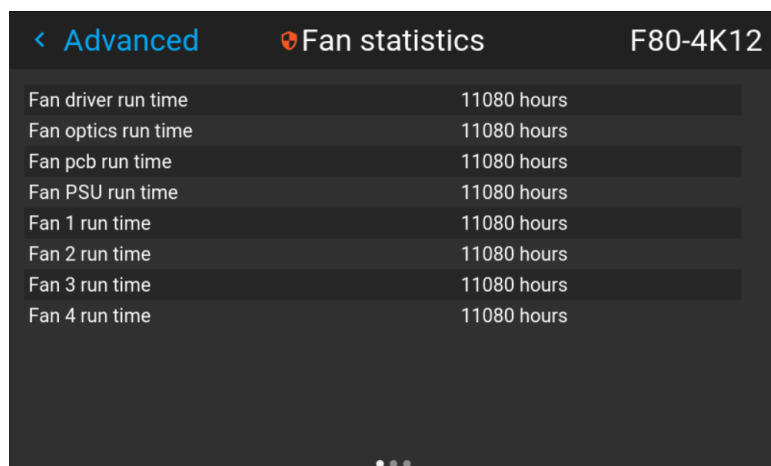 Advanced Fan statistics F80-4K12
Fan driver run time 11080 hours
Fan optics run time 11080 hours
Fan pcb run time 11080 hours
Fan PSU run time 11080 hours
Fan 1 run time 11080 hours
Fan 2 run time 11080 hours
Fan 3 run time 11080 hours
Fan 4 run time 11080 hours